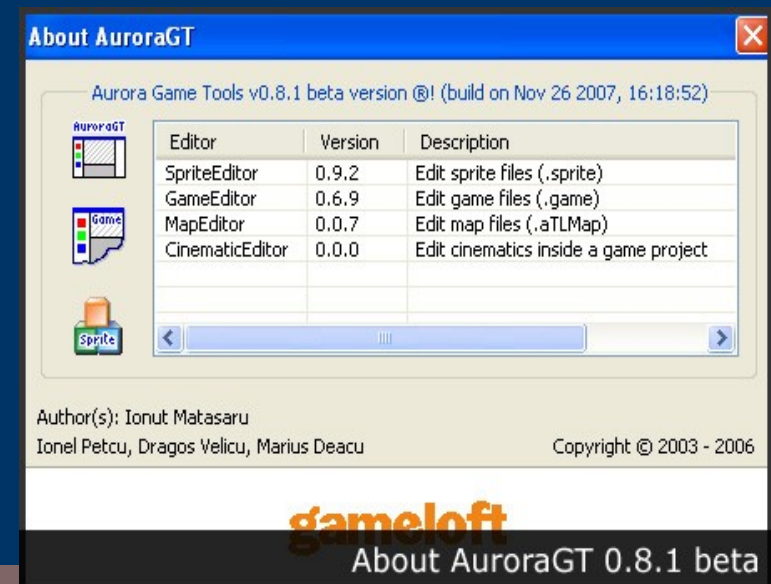 About AuroraGT
Aurora Game Tools v0.8.1 beta version ®! (build on Nov 26 2007, 16:18:52)
AuroraGT
Editor Version Description
SpriteEditor 0.9.2 Edit sprite files (.sprite)
GameEditor 0.6.9 Edit game files (.game)
Game
MapEditor 0.0.7 Edit map files (.aTLMap)
CinematicEditor 0.0.0 Edit cinematics inside a game project
Sprite
Author(s): Ionut Matasaru
Ionel Petcu, Dragos Velicu, Marius Deacu Copyright © 2003 - 2006
gameloft
About AuroraGT 0.8.1 beta